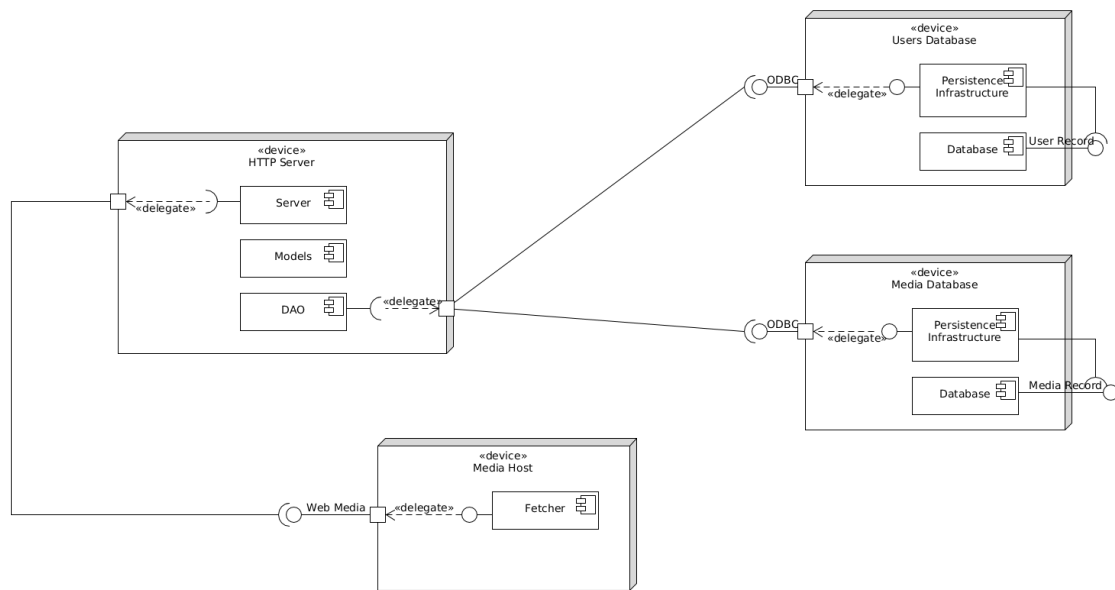 «device»
Users Database
ODBC
«delegate»
Persistence
Infrastructure
Database
User Record
«device»
HTTP Server
«delegate»
Server
Models
DAO
«delegate»
«device»
Media Database
ODBC
«delegate»
Persistence
Infrastructure
Database
Media Record
«device»
Media Host
Web Media
«delegate»
Fetcher